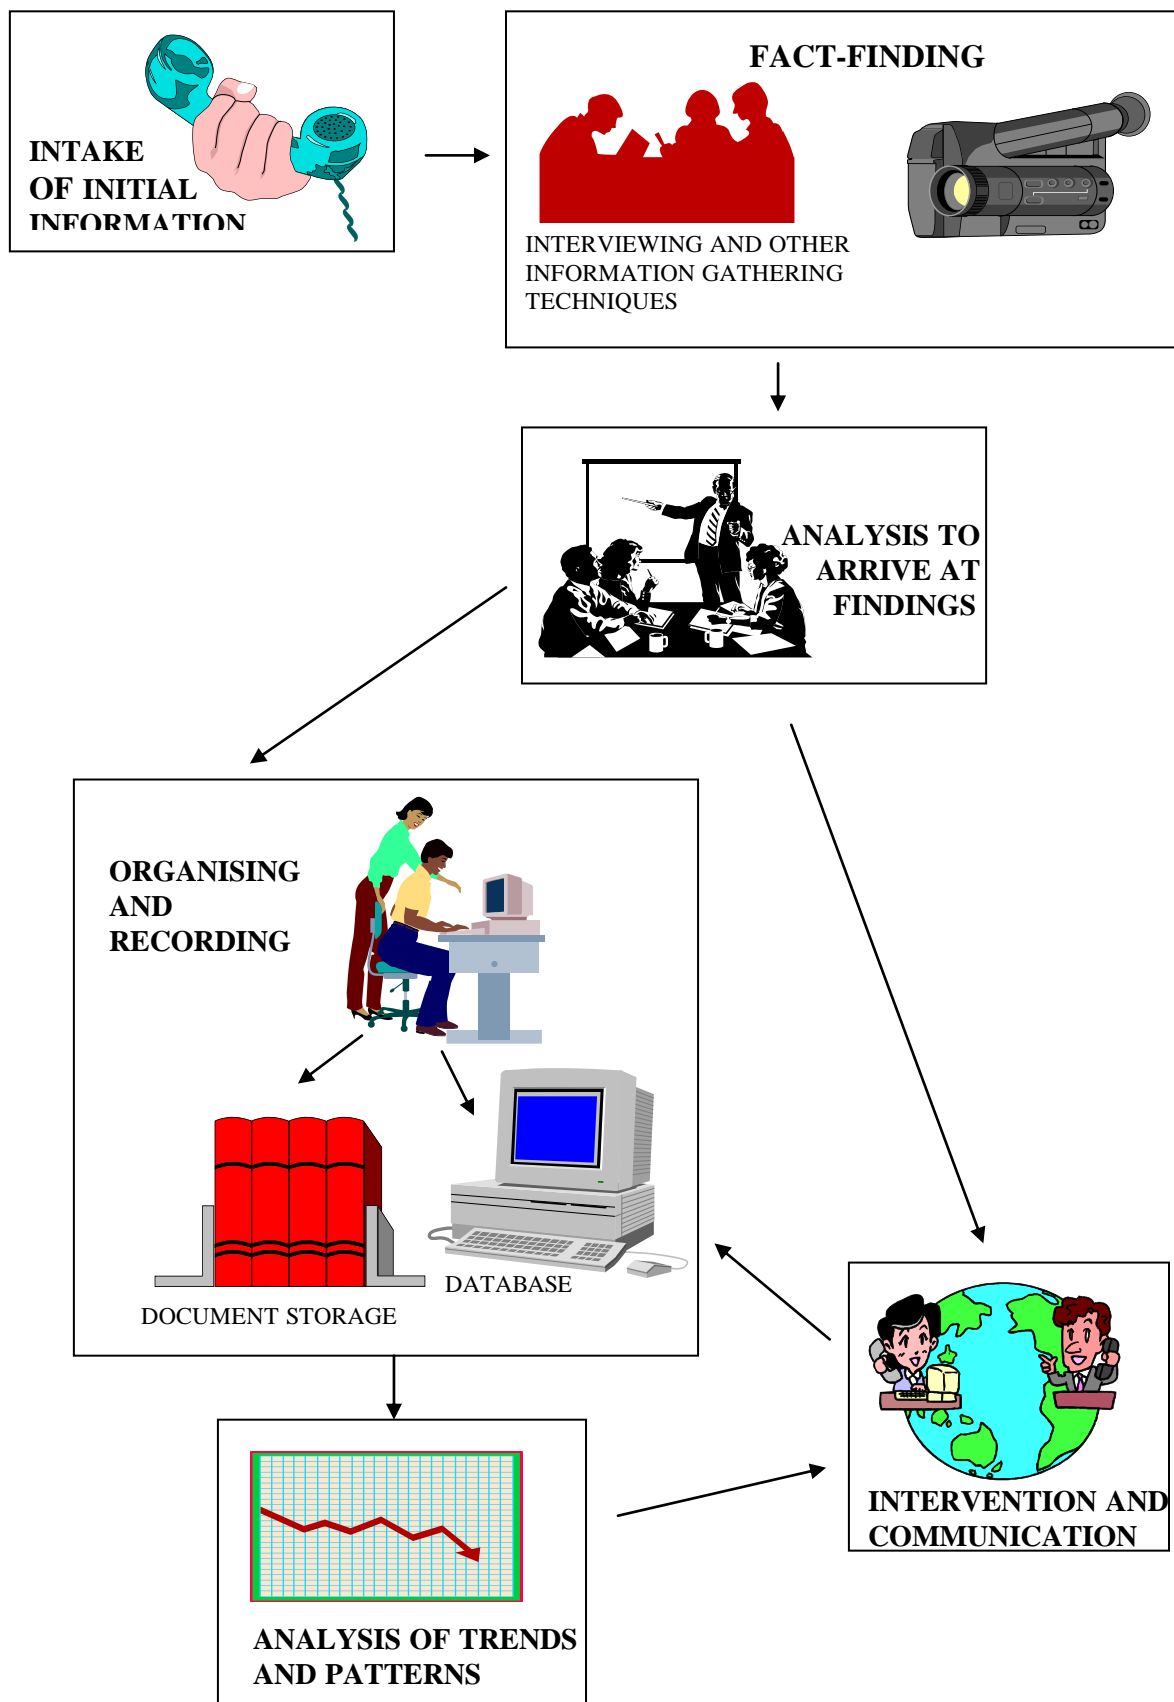 INTAKE
OF INITIAL
INFORMATION
FACT-FINDING
INTERVIEWING AND OTHER
INFORMATION GATHERING
TECHNIQUES
ANALYSIS TO
ARRIVE AT
FINDINGS
ORGANISING
AND
RECORDING
DATABASE
DOCUMENT STORAGE
INTERVENTION AND
COMMUNICATION
ANALYSIS OF TRENDS
AND PATTERNS